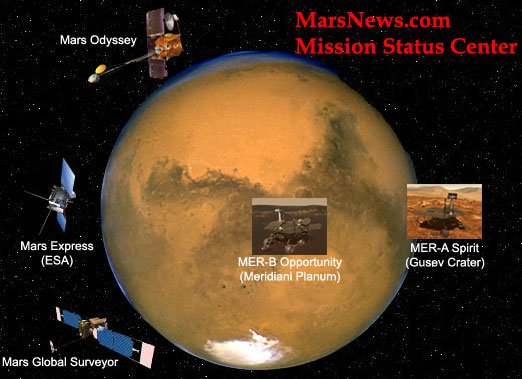 MarsNews.com
Mission Status Center
Mars Odyssey
Mars Express
(ESA)
MER-B Opportunity
(Meridiani Planum)
MER-A Spirit
(Gusev Crater)
Mars Global Surveyor